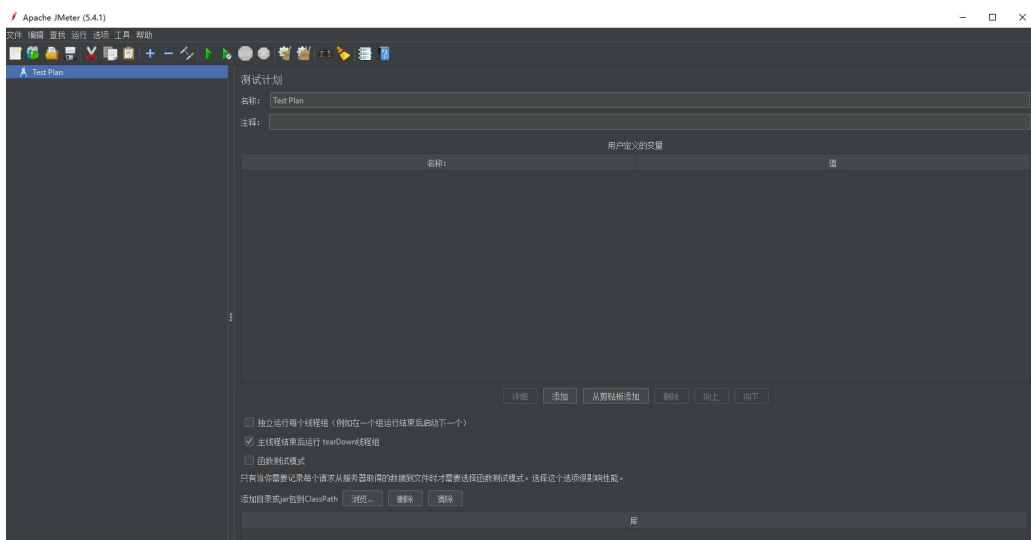 Apache JMeter (5.4.1)
文件 编辑 查找 运行 选项 工具 帮助
Test Plan
测试计划
名称： Test Plan
注释：
用户定义的变量
名称： 值
详细 添加 从剪贴板添加 删除 向上 向下
独立运行每个线程组（例如在一个组运行结束后启动下一个）
主线程结束后运行 tearDown线程组
函数测试模式
只有当你需要记录每个请求从服务器取得的数据到文件时才需要选择函数测试模式。选择这个选项很影响性能。
添加目录或jar包到ClassPath 浏览... 删除 清除
库